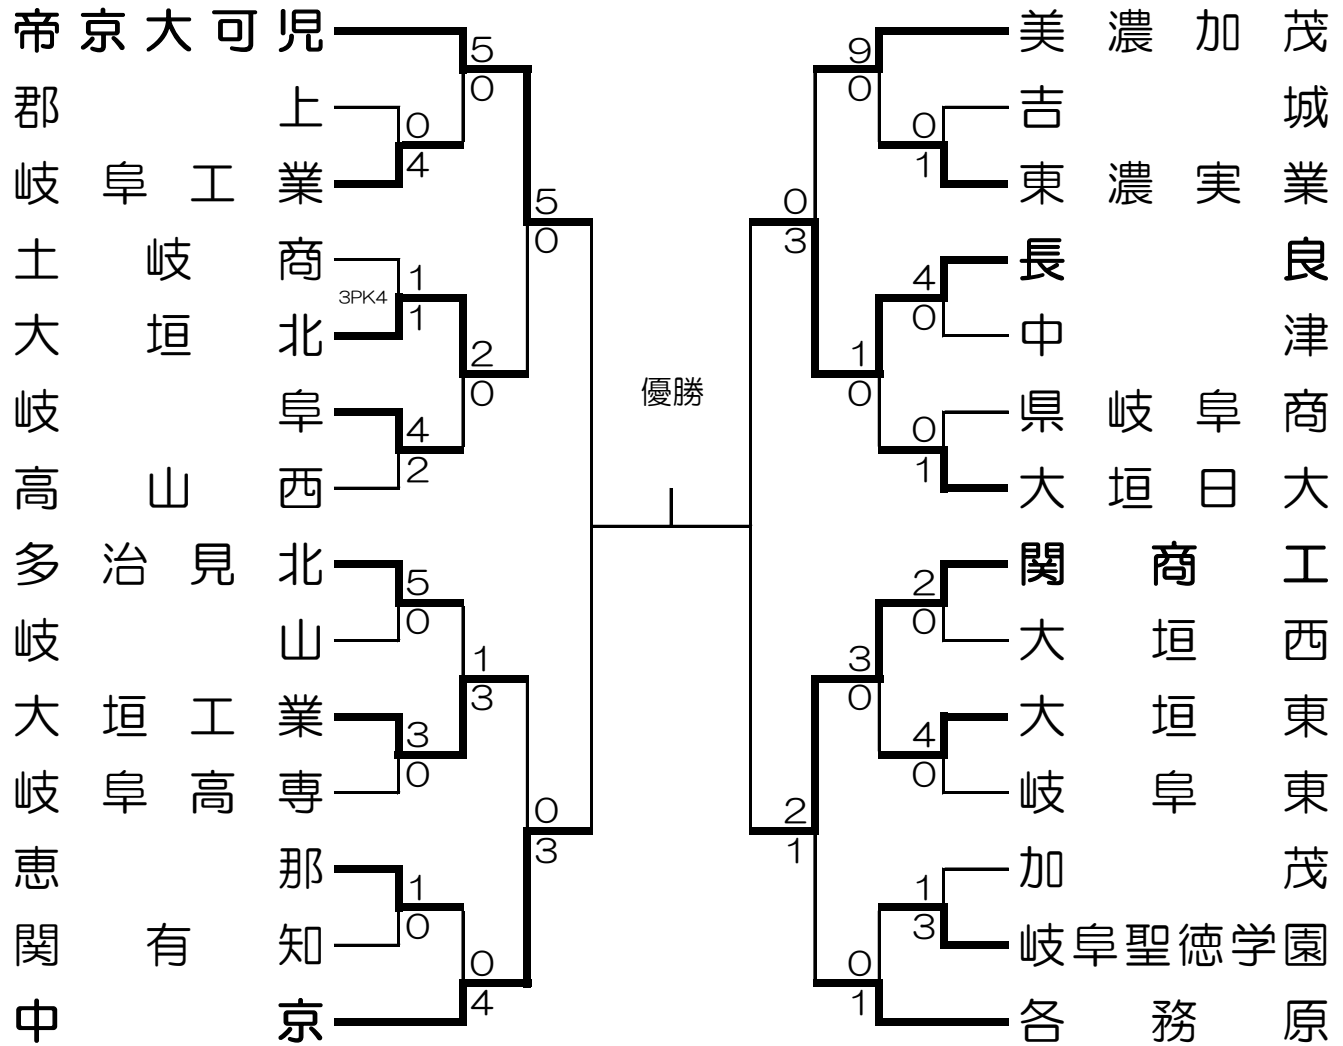 帝京大可児
5
0
郡上
0
4
岐阜工業
5
0
土岐商
1
3PK4
1
大垣北
2
0
岐阜
4
2
高山西
多治見北
5
0
岐山
1
3
大垣工業
3
0
岐阜高専
0
3
恵那
1
0
関有知
0
4
中京
優勝
美濃加茂
9
0
吉城
0
1
東濃実業
0
3
長良
4
0
中津
1
0
県岐阜商
0
1
大垣日大
関商工
2
0
大垣西
3
0
大垣東
4
0
岐阜東
2
1
加茂
1
3
岐阜聖徳学園
0
1
各務原